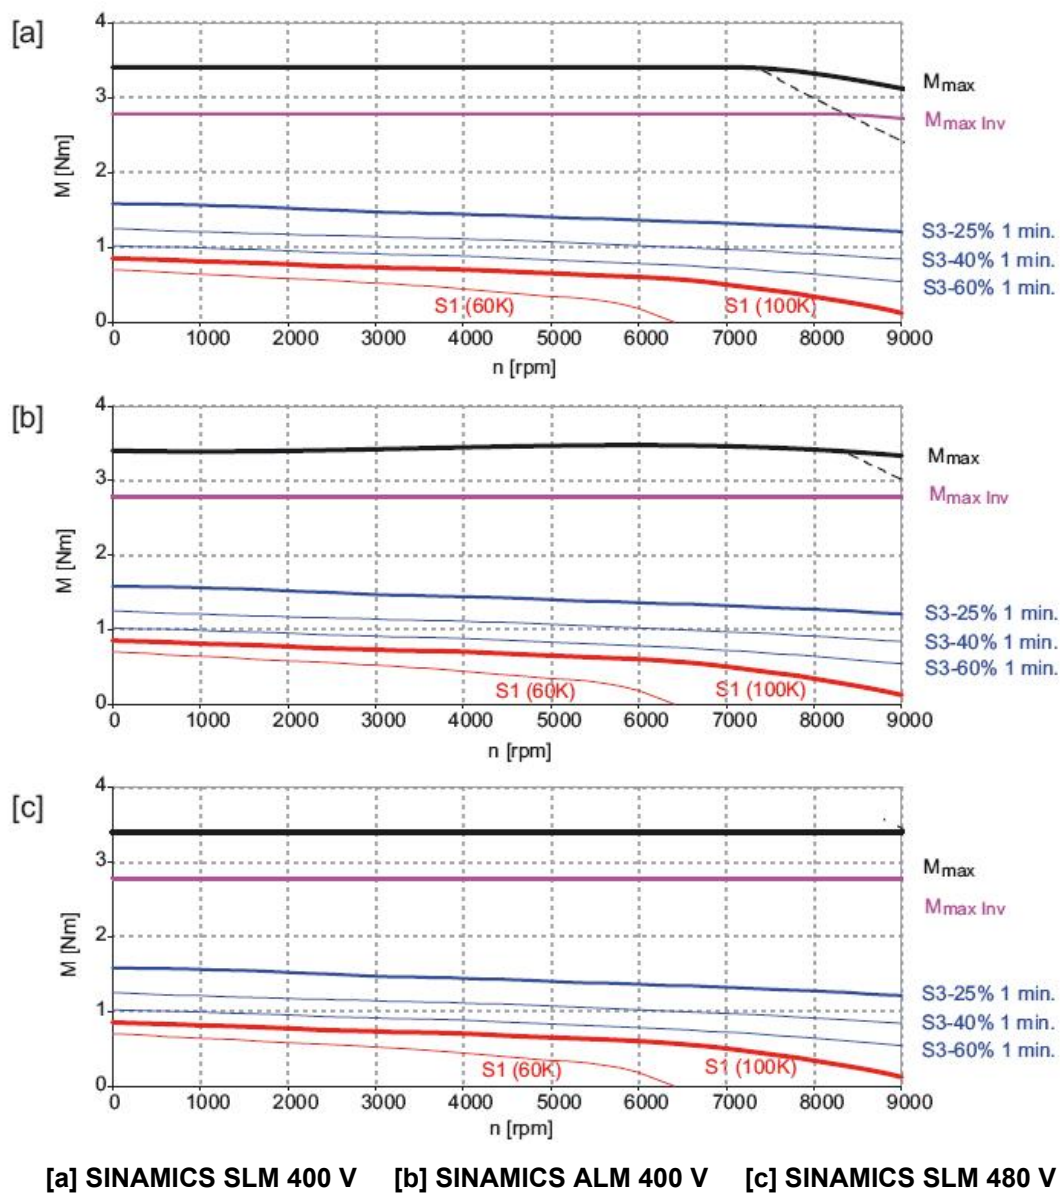 [a]
4
3
2
1
0
M [Nm]
Mmax
Mmax Inv
S3-25% 1 min.
S3-40% 1 min.
S3-60% 1 min.
S1 (60K)
S1 (100K)
0 1000 2000 3000 4000 5000 6000 7000 8000 9000
n [rpm]
[b]
4
3
2
1
0
M [Nm]
Mmax
Mmax Inv
S3-25% 1 min.
S3-40% 1 min.
S3-60% 1 min.
S1 (60K)
S1 (100K)
0 1000 2000 3000 4000 5000 6000 7000 8000 9000
n [rpm]
[c]
4
3
2
1
0
M [Nm]
Mmax
Mmax Inv
S3-25% 1 min.
S3-40% 1 min.
S3-60% 1 min.
S1 (60K)
S1 (100K)
0 1000 2000 3000 4000 5000 6000 7000 8000 9000
n [rpm]
[a] SINAMICS SLM 400 V [b] SINAMICS ALM 400 V [c] SINAMICS SLM 480 V